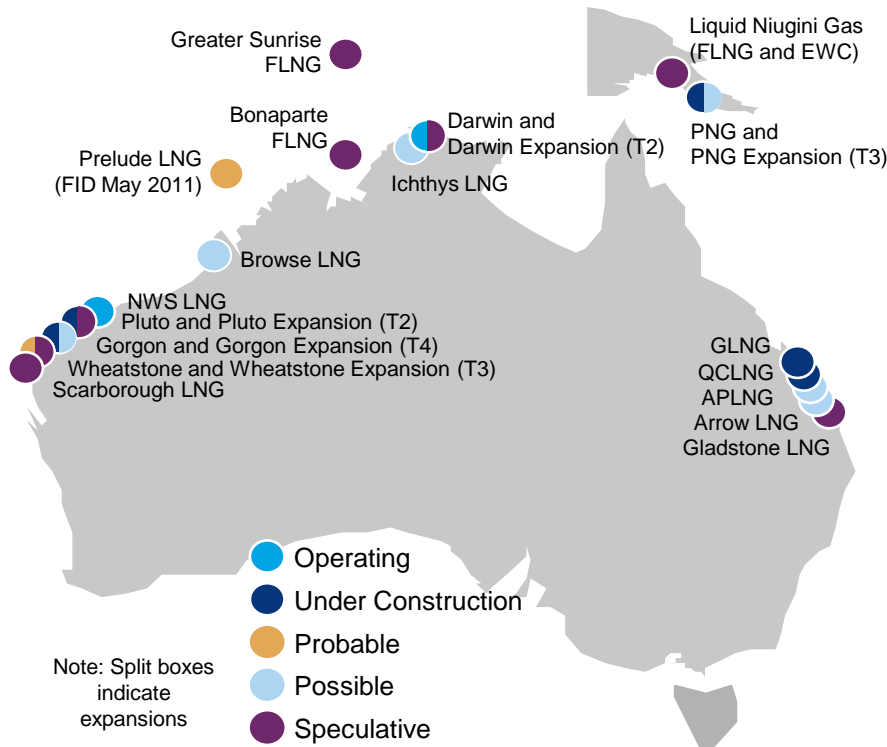 Greater Sunrise
FLNG
Liquid Niugini Gas
(FLNG and EWC)
Bonaparte
FLNG
Darwin and
Darwin Expansion (T2)
PNG and
PNG Expansion (T3)
Prelude LNG
(FID May 2011)
Ichthys LNG
Browse LNG
NWS LNG
Pluto and Pluto Expansion (T2)
Gorgon and Gorgon Expansion (T4)
Wheatstone and Wheatstone Expansion (T3)
Scarborough LNG
GLNG
QCLNG
APLNG
Arrow LNG
Gladstone LNG
Operating
Under Construction
Probable
Possible
Speculative
Note: Split boxes
indicate
expansions